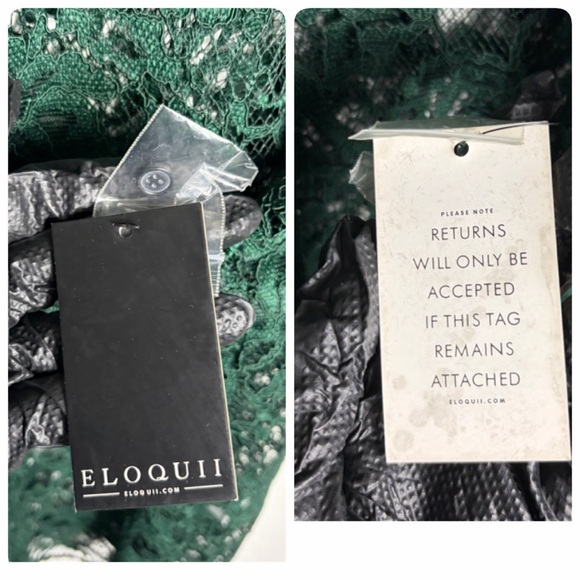 ELOQUII
ELOQUII.COM
PLEASE NOTE
RETURNS
WILL ONLY BE
ACCEPTED
IF THIS TAG
REMAINS
ATTACHED
ELOQUII.COM